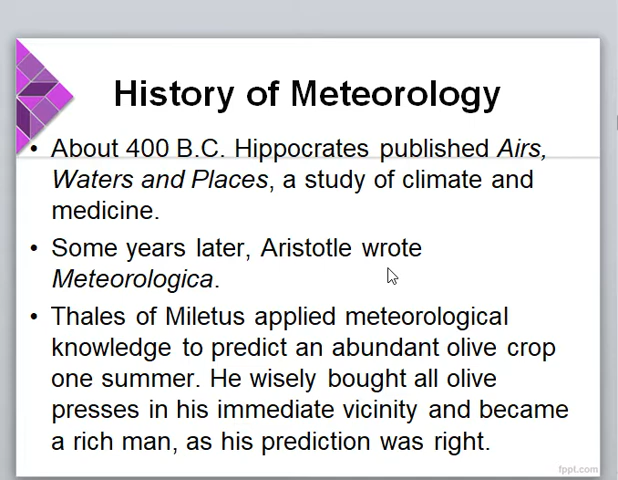 History of Meteorology
• About 400 B.C. Hippocrates published Airs,
Waters and Places, a study of climate and
medicine.
• Some years later, Aristotle wrote
Meteorologica.
• Thales of Miletus applied meteorological
knowledge to predict an abundant olive crop
one summer. He wisely bought all olive
presses in his immediate vicinity and became
a rich man, as his prediction was right.
fppt.com